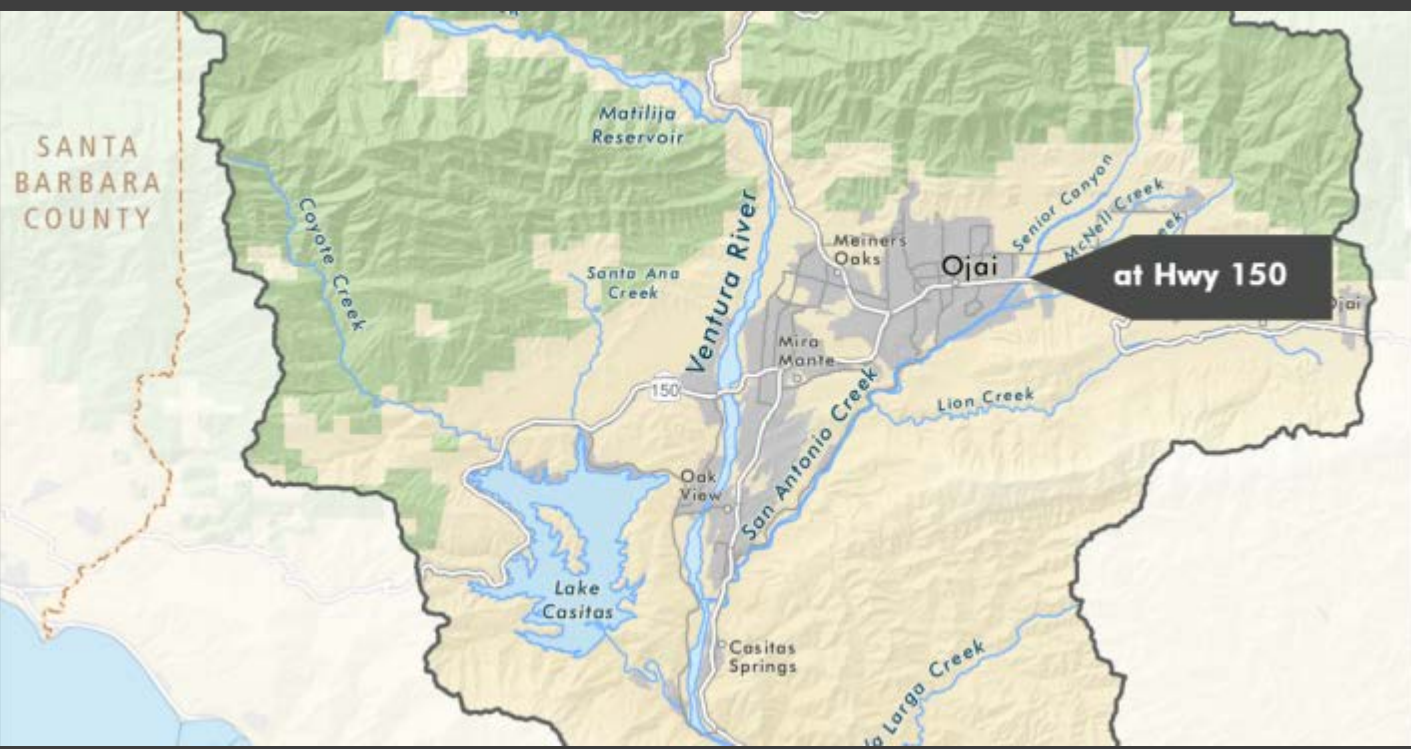 Matilija
Reservoir
SANTA
BARBARA
COUNTY
Coyote Creek
Santa Ana
Creek
Ventura River
Meiners
Oaks
Ojai
Senior Canyon
McNell Creek
at Hwy 150
150
Mira
Monte
Lion Creek
San Antonio Creek
Oak
View
Lake
Casitas
Casitas
Springs
Larga Creek